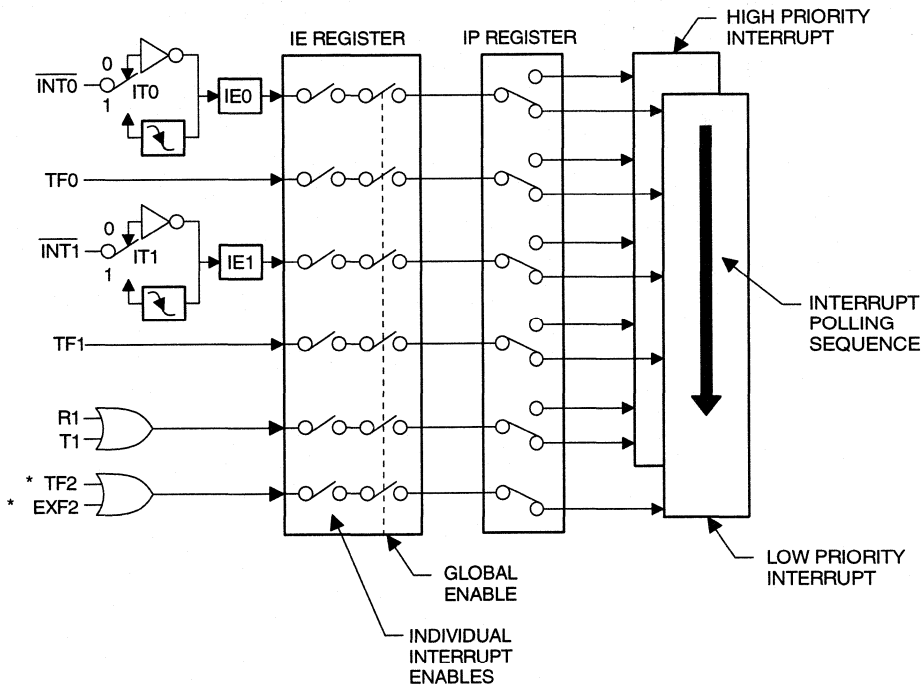 IE REGISTER
IP REGISTER
HIGH PRIORITY
INTERRUPT
INT0
0
1
IT0
IE0
TF0
INT1
0
1
IT1
IE1
TF1
R1
T1
* TF2
* EXF2
INTERRUPT
POLLING
SEQUENCE
LOW PRIORITY
INTERRUPT
GLOBAL
ENABLE
INDIVIDUAL
INTERRUPT
ENABLES